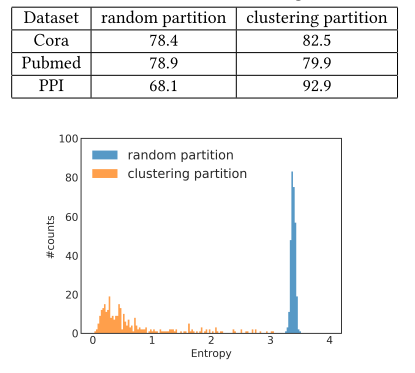 Dataset random partition clustering partition
Cora 78.4 82.5
Pubmed 78.9 79.9
PPI 68.1 92.9
100
random partition
clustering partition
80
60
#counts
40
20
0
0 1 2 3 4
Entropy